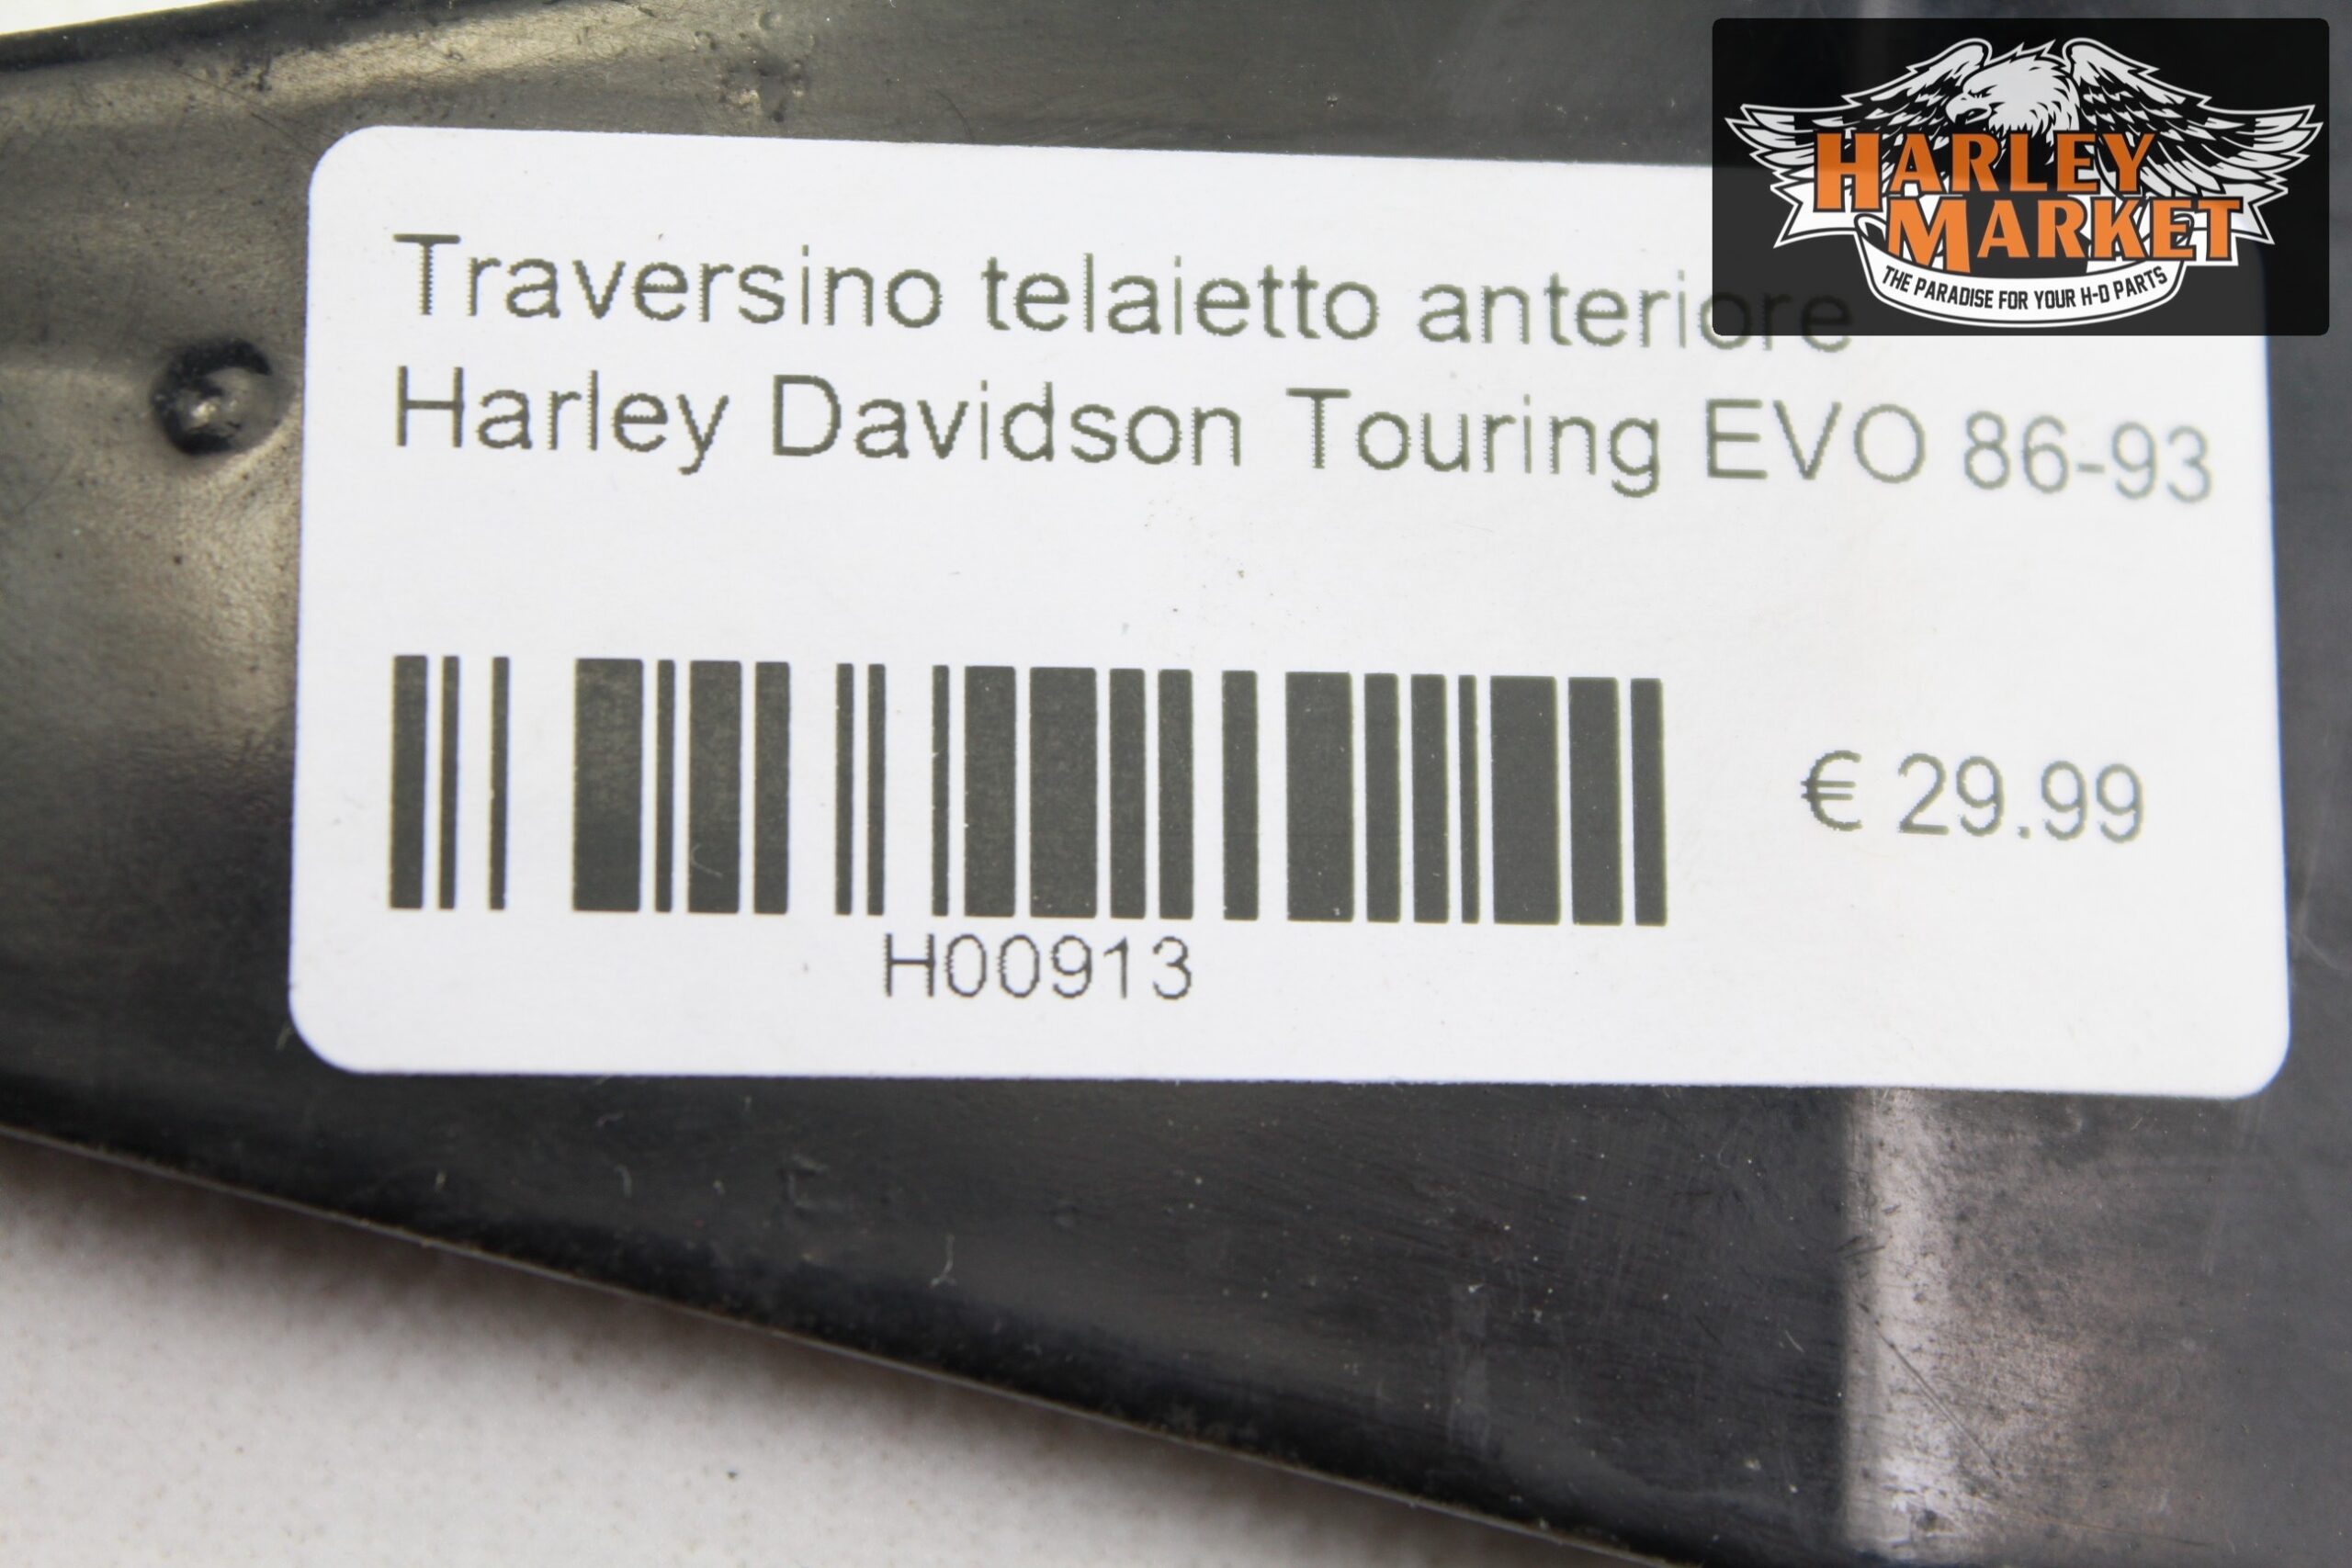 HARLEY
MARKET
THE PARADISE FOR YOUR H-D PARTS
Traversino telaietto anteriore
Harley Davidson Touring EVO 86-93
€ 29.99
H00913